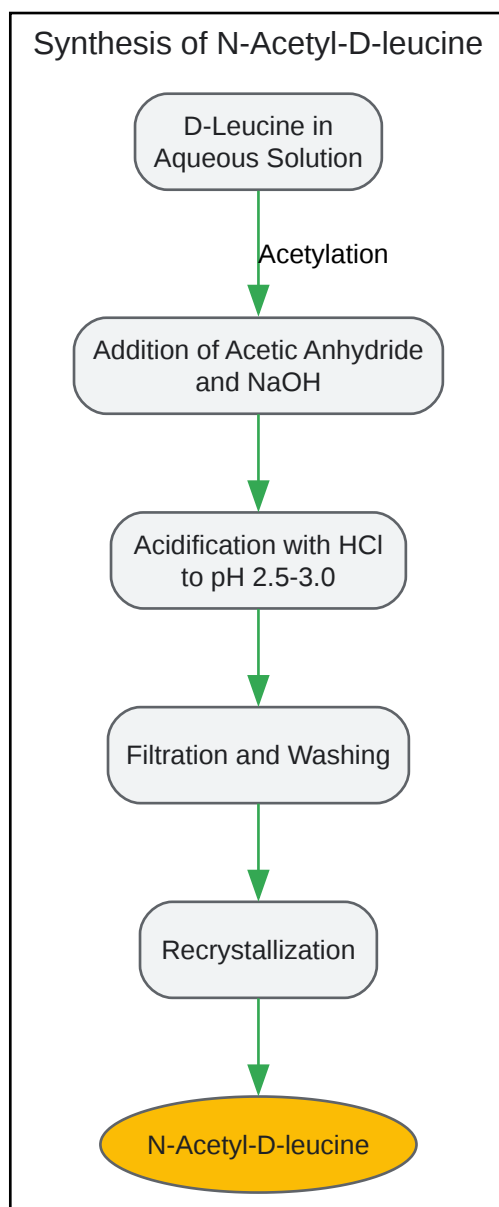 Synthesis of N-Acetyl-D-leucine
D-Leucine in
Aqueous Solution
Acetylation
Addition of Acetic Anhydride
and NaOH
Acidification with HCl
to pH 2.5-3.0
Filtration and Washing
Recrystallization
N-Acetyl-D-leucine